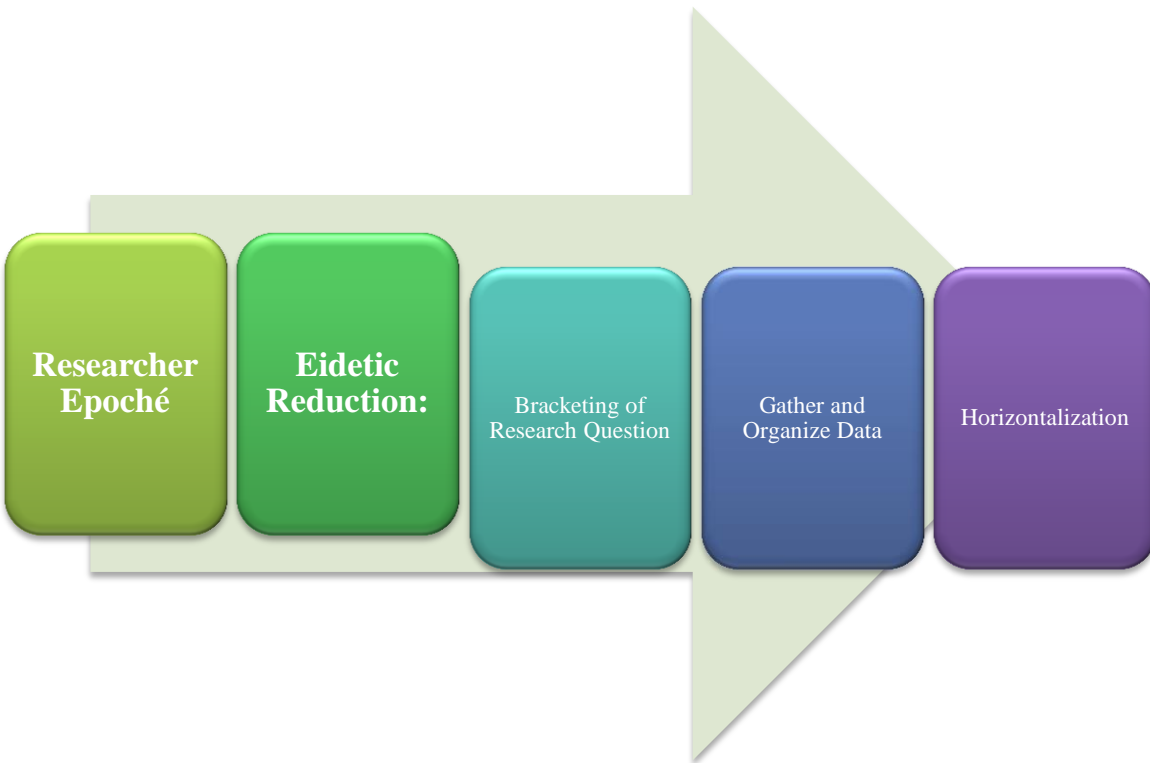 Researcher
Epoché
Eidetic
Reduction:
Bracketing of
Research Question
Gather and
Organize Data
Horizontalization